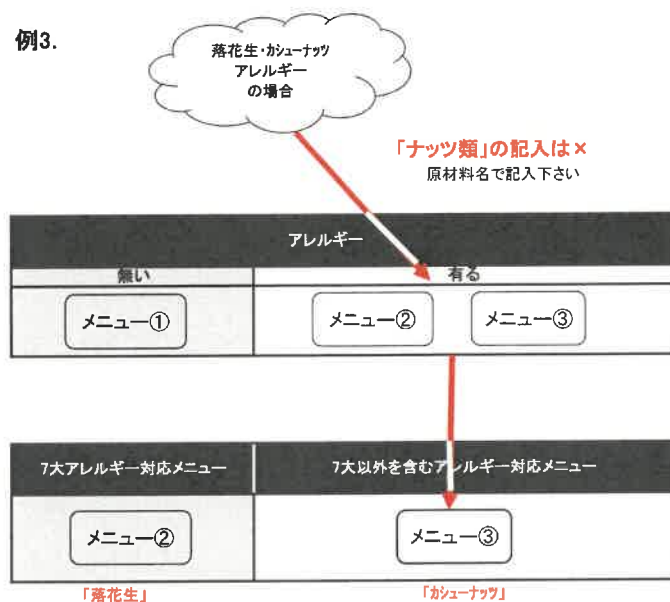 例3.
落花生・カシューナッツ
アレルギー
の場合
「ナッツ類」の記入は×
原材料名で記入下さい
アレルギー
無い
有る
メニュー①
メニュー②
メニュー③
7大アレルギー対応メニュー
7大以外を含むアレルギー対応メニュー
メニュー②
メニュー③
「落花生」
「カシューナッツ」